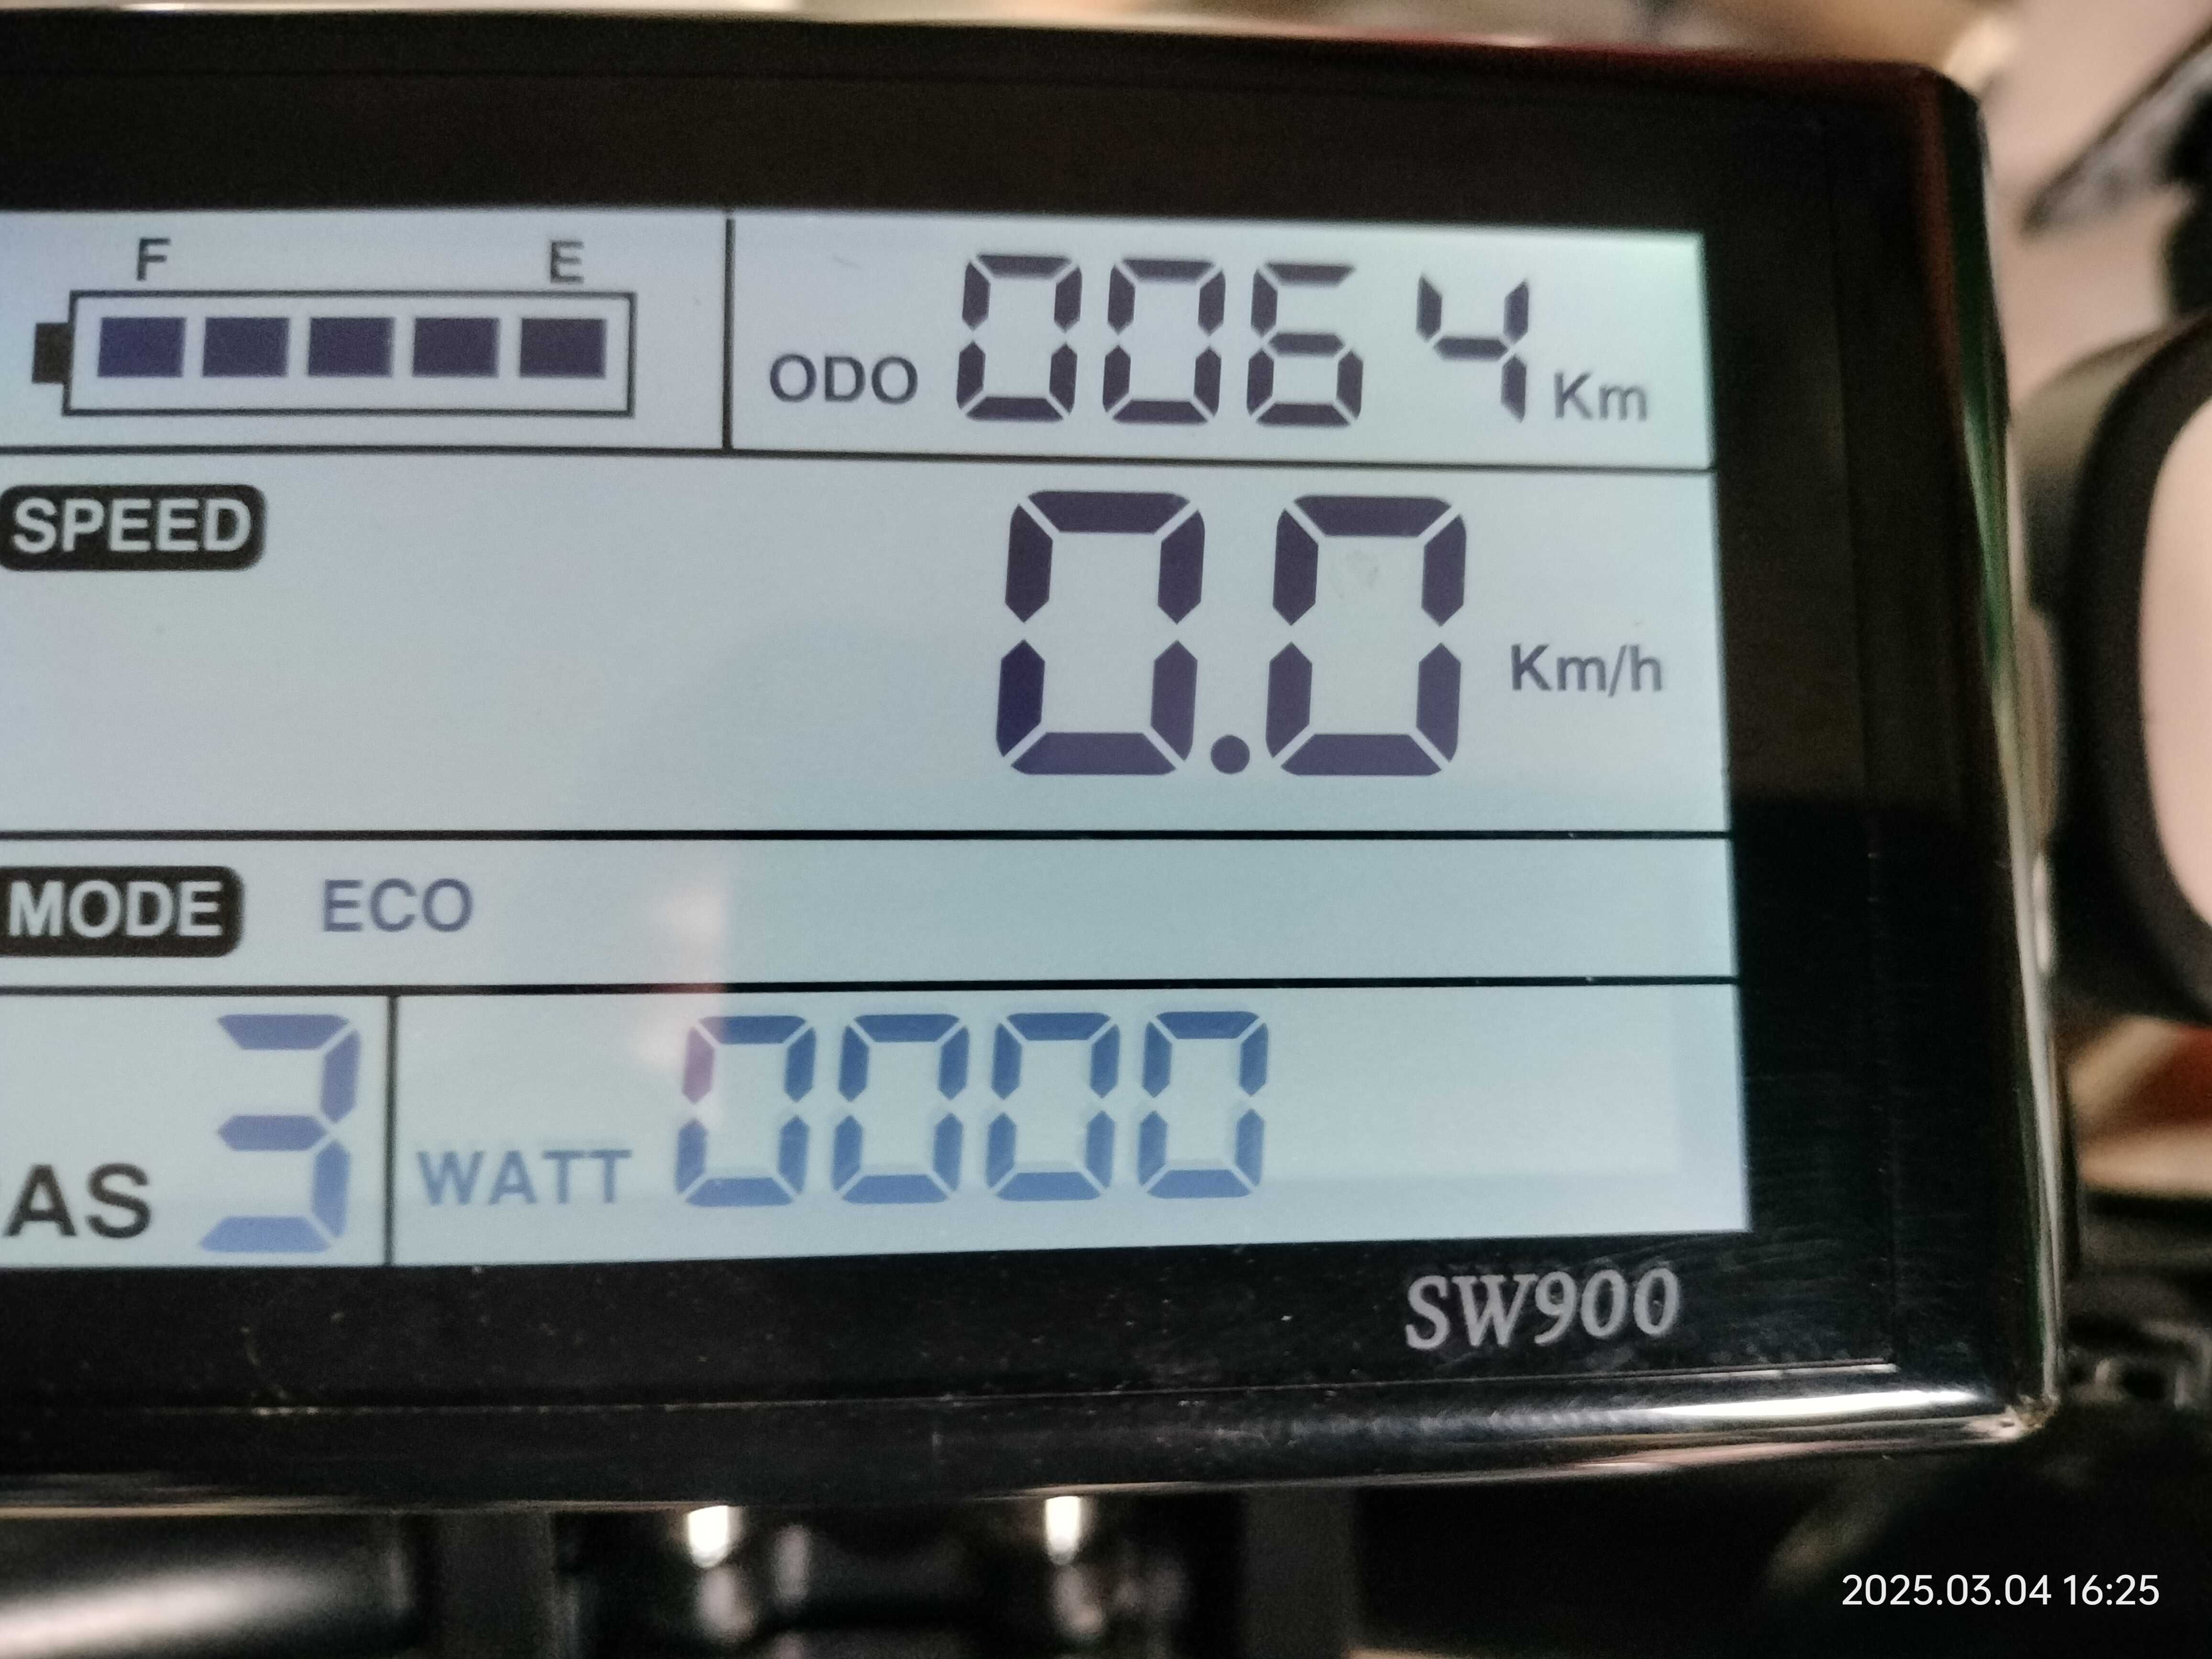 F E
ODO 0064 Km
SPEED
0.0 Km/h
MODE ECO
AS 3 WATT 0000
SW900
2025.03.04 16:25